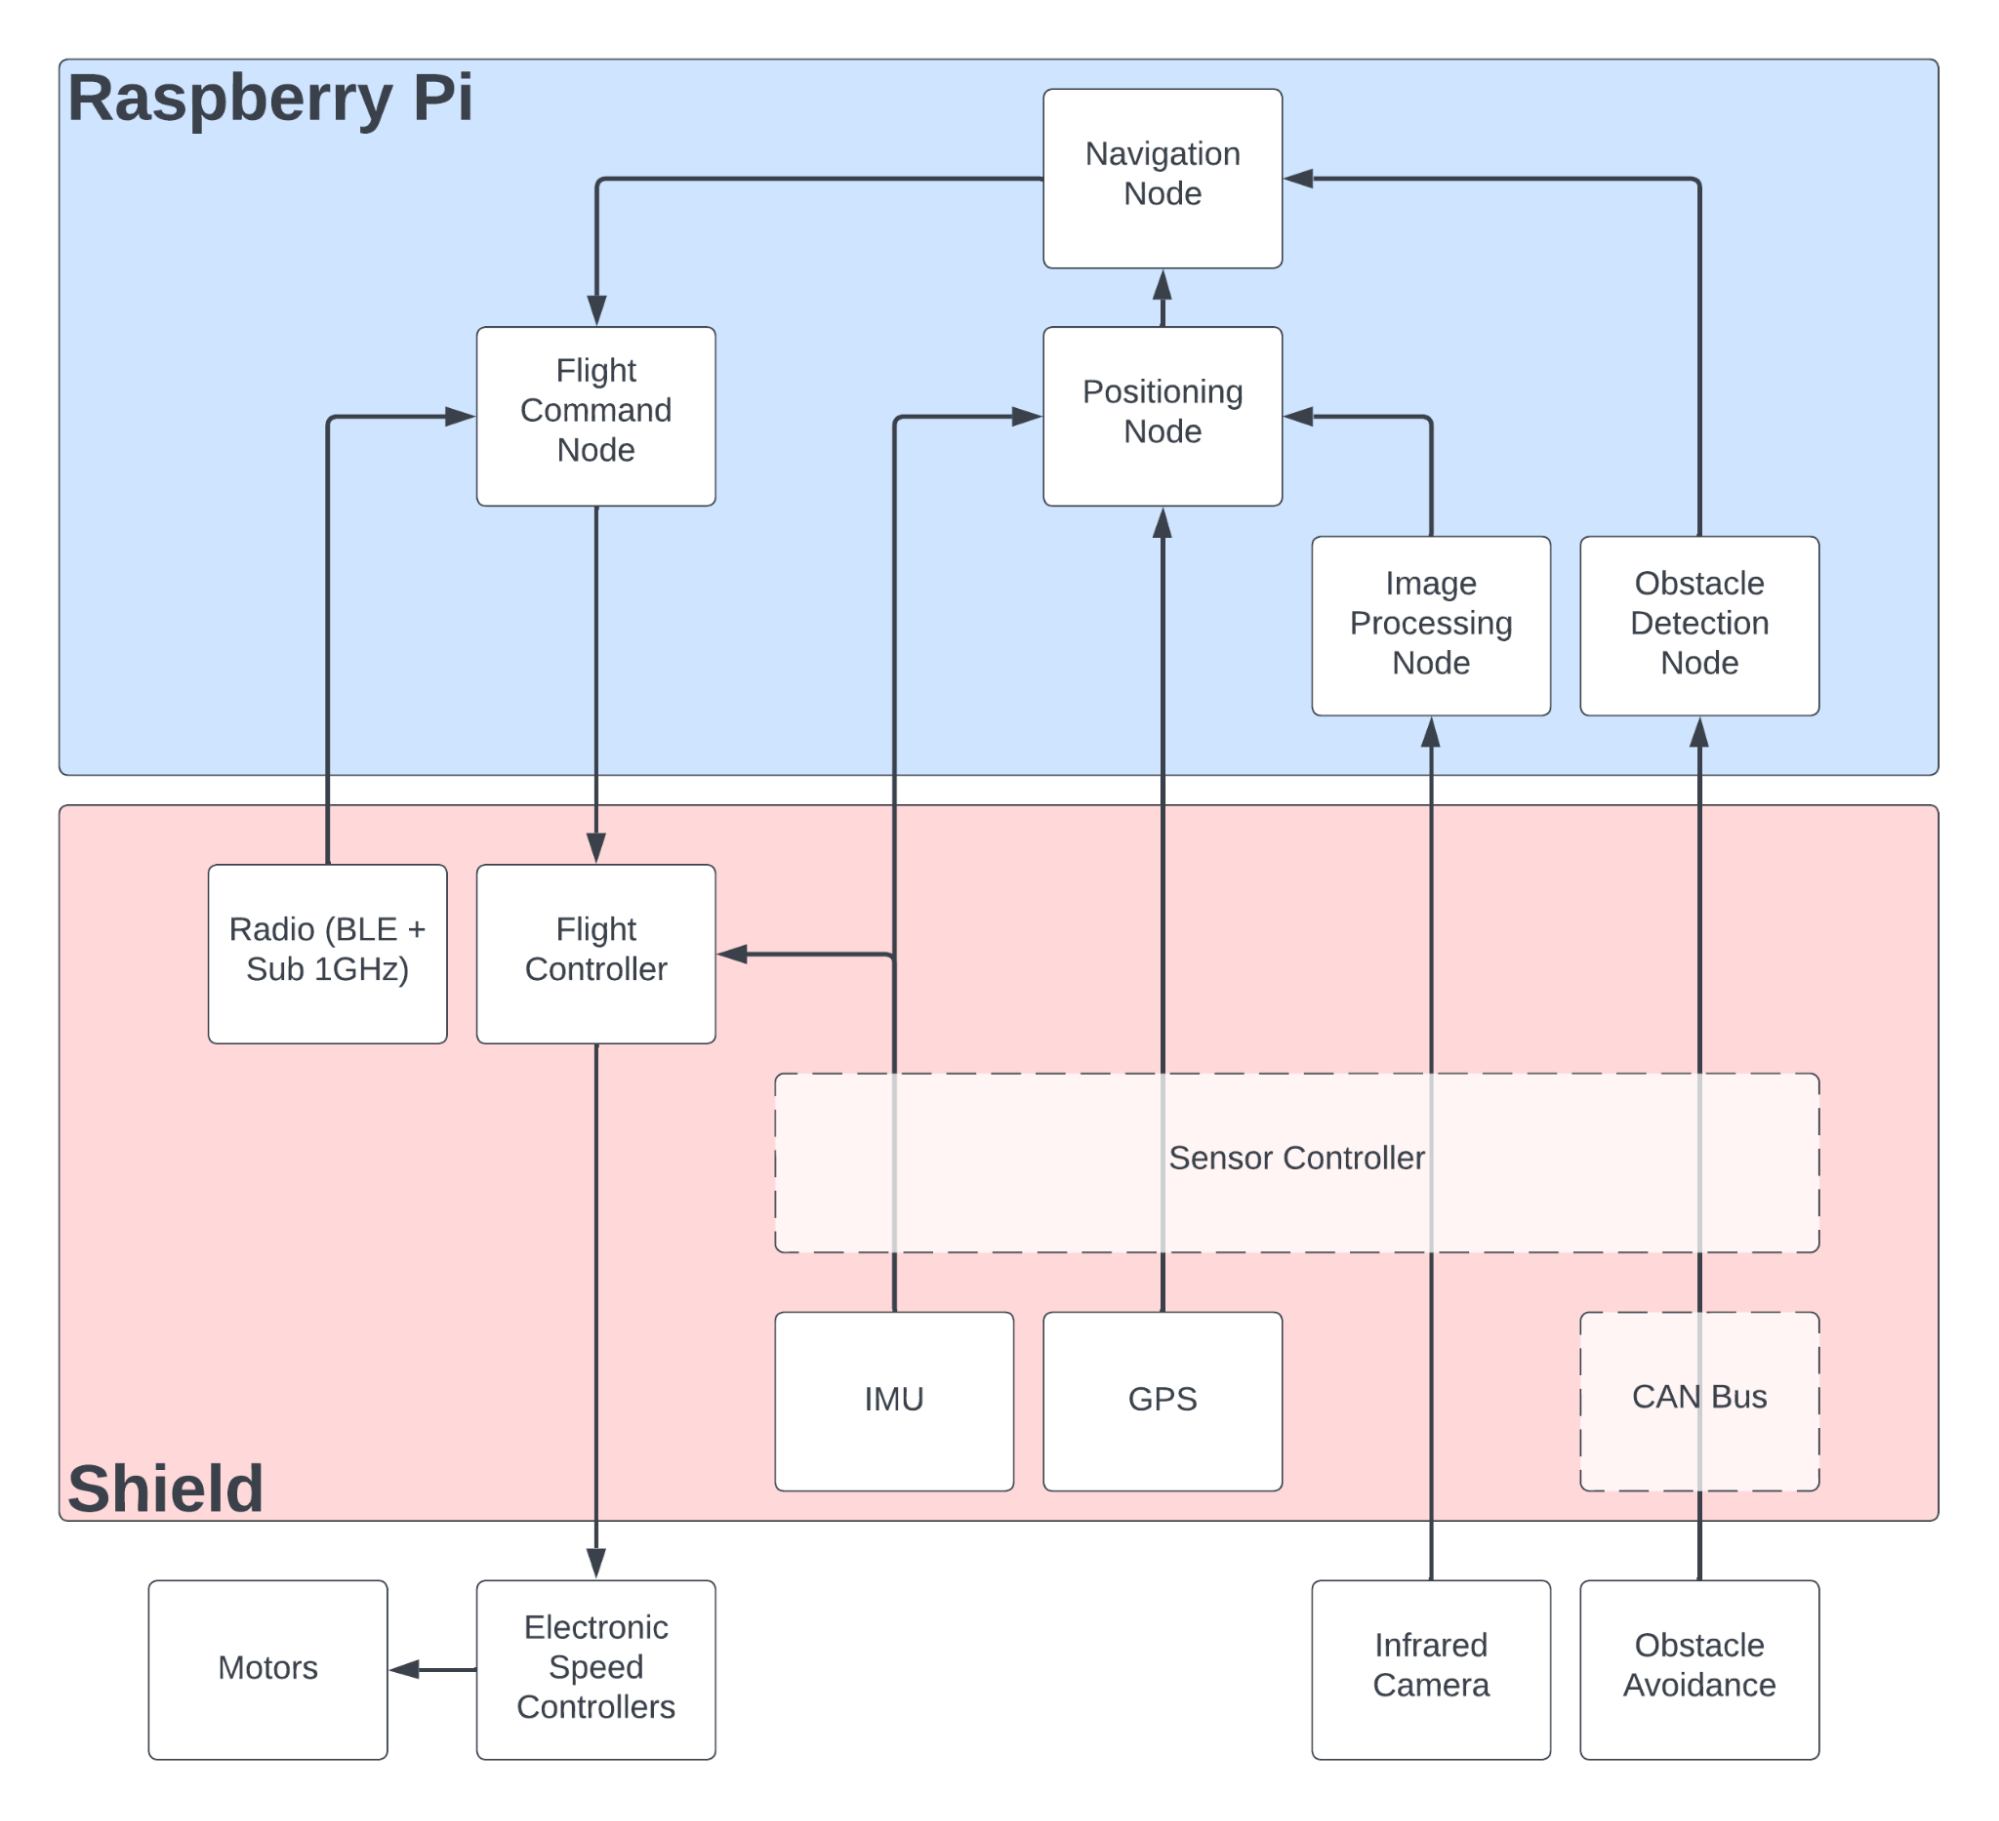 Raspberry Pi
Navigation
Node
Flight
Command
Node
Positioning
Node
Image
Processing
Node
Obstacle
Detection
Node
Radio (BLE +
Sub 1GHz)
Flight
Controller
Sensor Controller
IMU
GPS
CAN Bus
Shield
Motors
Electronic
Speed
Controllers
Infrared
Camera
Obstacle
Avoidance